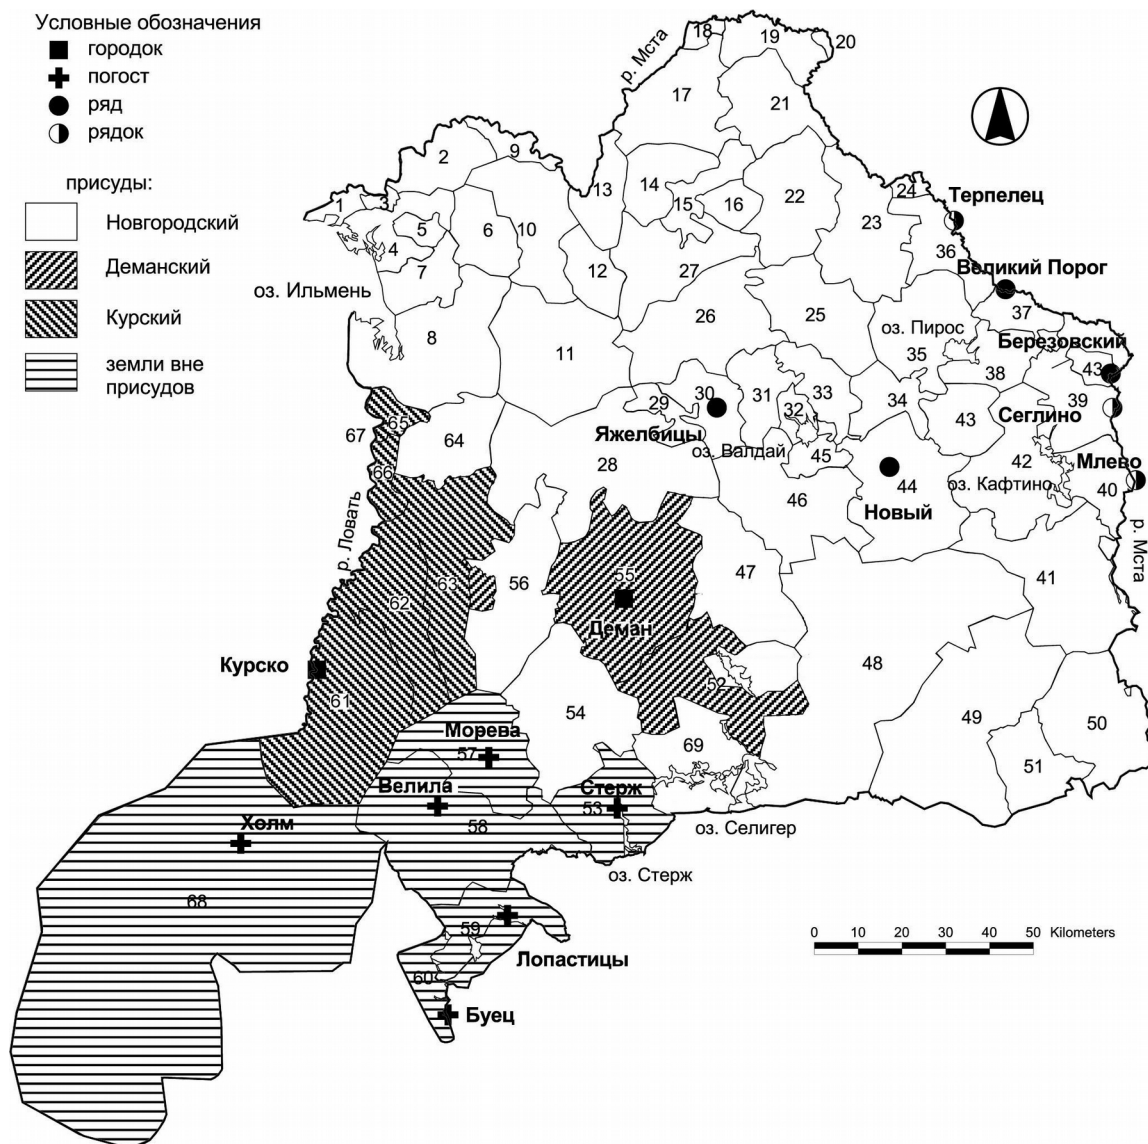 Условные обозначения
городок
погост
ряд
рядок
присуды:
Новгородский
Деманский
Курский
земли вне
присудов
18
19
20
р. Мста
17
21
9
2
13
14
15
16
22
24
Терпелец
1
3
5
4
6
10
23
7
12
27
36
Великий Порог
оз. Ильмень
8
11
26
25
оз. Пирос
35
37
Березовский
38
43
30
31
33
34
39
29
32
43
Сеглино
67
65
64
Яжелбицы
оз. Валдай
45
28
42
Млево
66
46
44
оз. Кафтино
40
Новый
р. Ловать
р. Мста
63
56
55
47
41
62
Деман
Курско
48
52
61
54
69
49
50
Морева
57
51
Велила
Стерж
53
58
Холм
оз. Селигер
оз. Стерж
68
59
0 10 20 30 40 50 Kilometers
Лопастицы
60
Буец